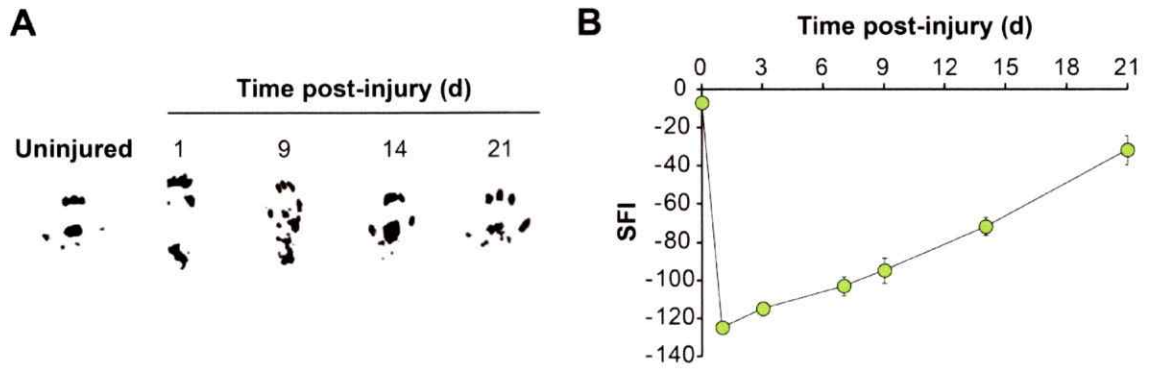 A
Time post-injury (d)
Uninjured 1 9 14 21
B
Time post-injury (d)
0 3 6 9 12 15 18 21
0
-20
-40
-60
-80
-100
-120
-140
SFI